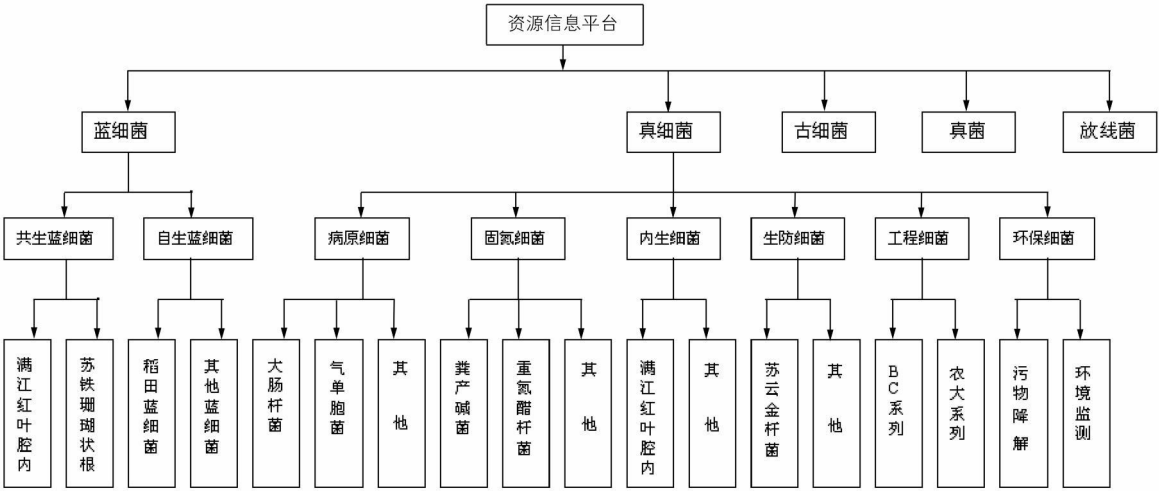 资源信息平台
蓝细菌
真细菌
古细菌
真菌
放线菌
共生蓝细菌
自生蓝细菌
病原细菌
固氮细菌
内生细菌
生防细菌
工程细菌
环保细菌
满江红叶腔内
苏铁珊瑚状根
稻田蓝细菌
其他蓝细菌
大肠杆菌
气单胞菌
其他
粪产碱菌
重氮醋杆菌
其他
满江红叶腔内
其他
苏云金杆菌
其他
BC系列
农大系列
污物降解
环境监测